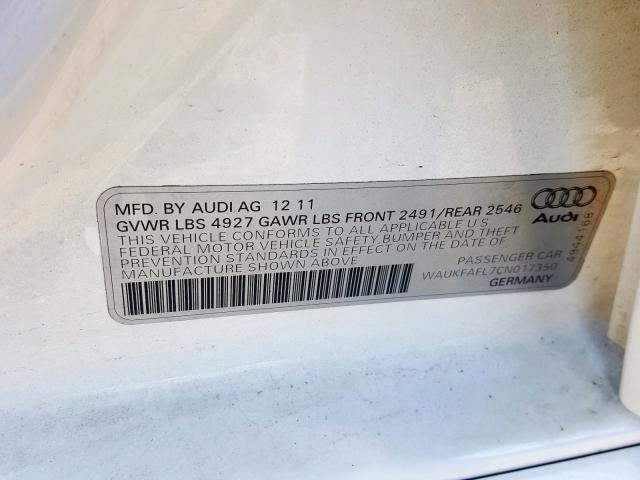 MFD. BY AUDI AG 12 11
GVWR LBS 4927 GAWR LBS FRONT 2491/REAR 2546
THIS VEHICLE CONFORMS TO ALL APPLICABLE U.S.
FEDERAL MOTOR VEHICLE SAFETY,BUMPER AND THEFT
PREVENTION STANDARDS IN EFFECT ON THE DATE OF
MANUFACTURE SHOWN ABOVE
PASSENGER CAR
WAUKFAFL7CN017350
GERMANY
Audi
4944168